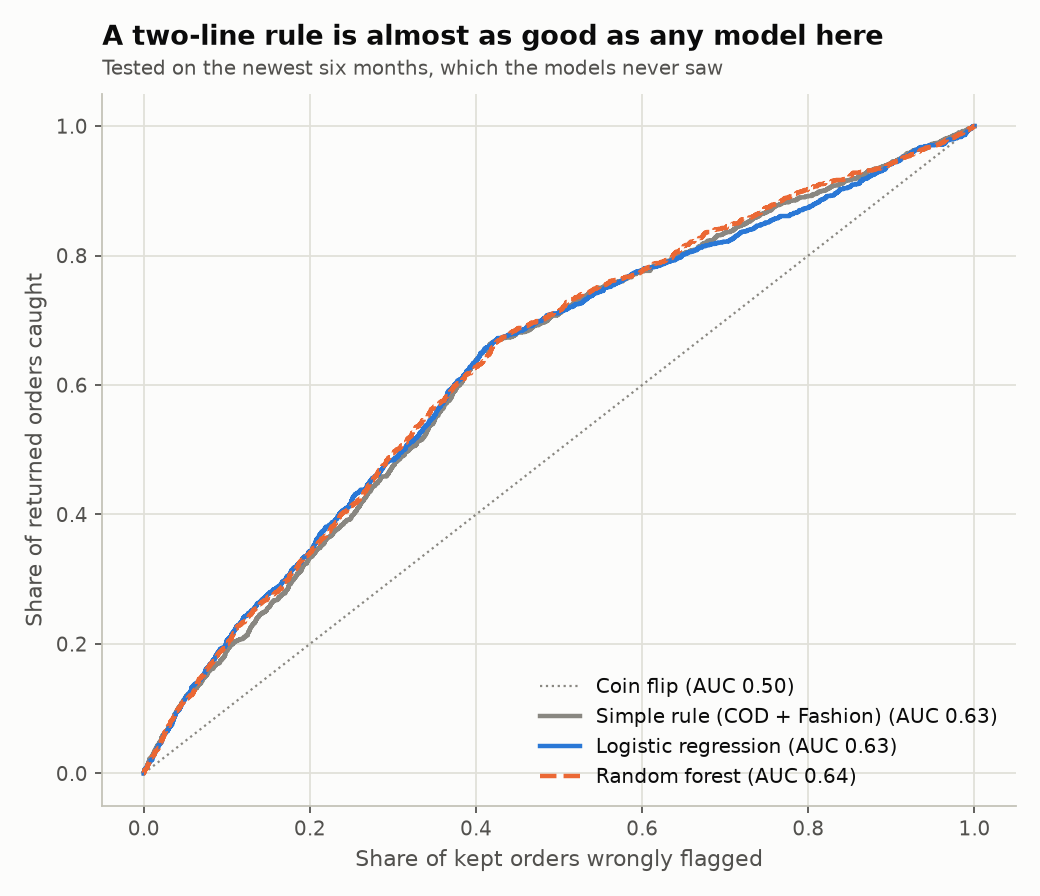 A two-line rule is almost as good as any model here
Tested on the newest six months, which the models never saw
1.0
0.8
0.6
0.4
0.2
0.0
Share of returned orders caught
Coin flip (AUC 0.50)
Simple rule (COD + Fashion) (AUC 0.63)
Logistic regression (AUC 0.63)
Random forest (AUC 0.64)
0.0 0.2 0.4 0.6 0.8 1.0
Share of kept orders wrongly flagged